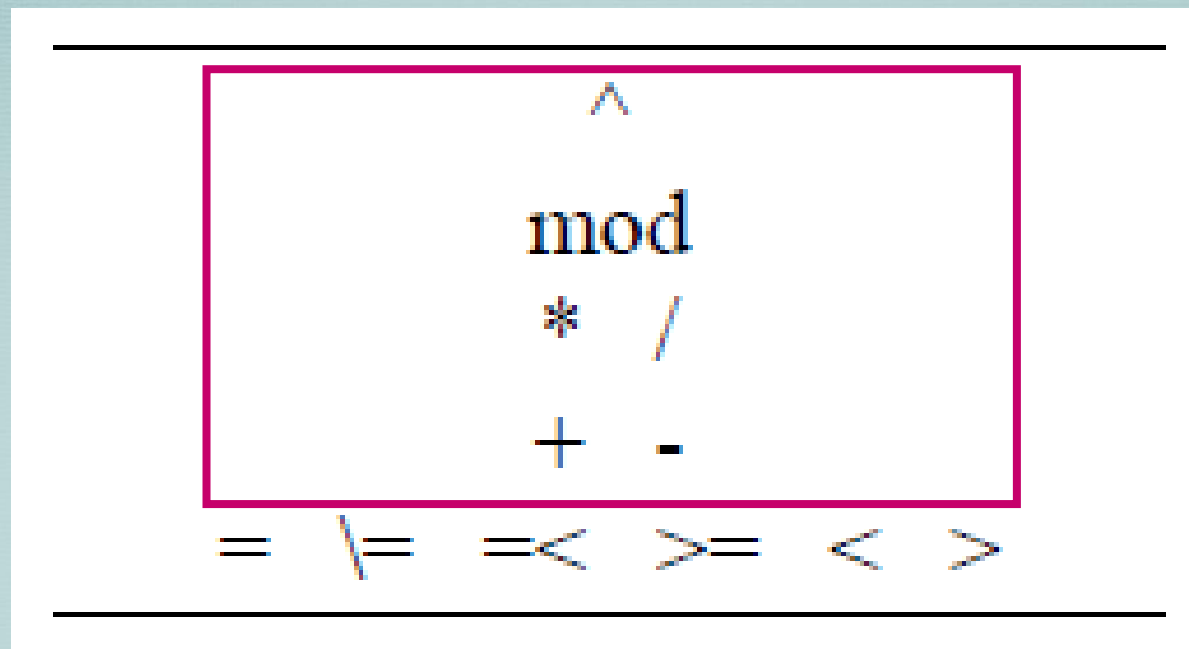 ^
mod
* /
+ -
= \= =< >= < >